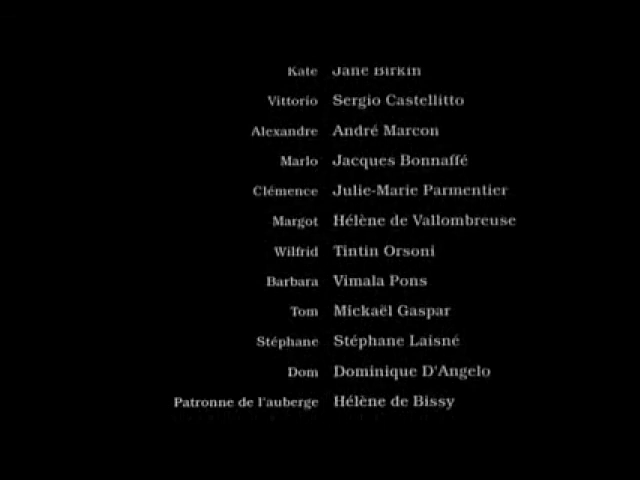 Kate Jane Birkin
Vittorio Sergio Castellitto
Alexandre André Marcon
Marlo Jacques Bonnaffé
Clémence Julie-Marie Parmentier
Margot Hélène de Vallombreuse
Wilfrid Tintin Orsoni
Barbara Vimala Pons
Tom Mickaël Gaspar
Stéphane Stéphane Laisné
Dom Dominique D'Angelo
Patronne de l'auberge Hélène de Bissy